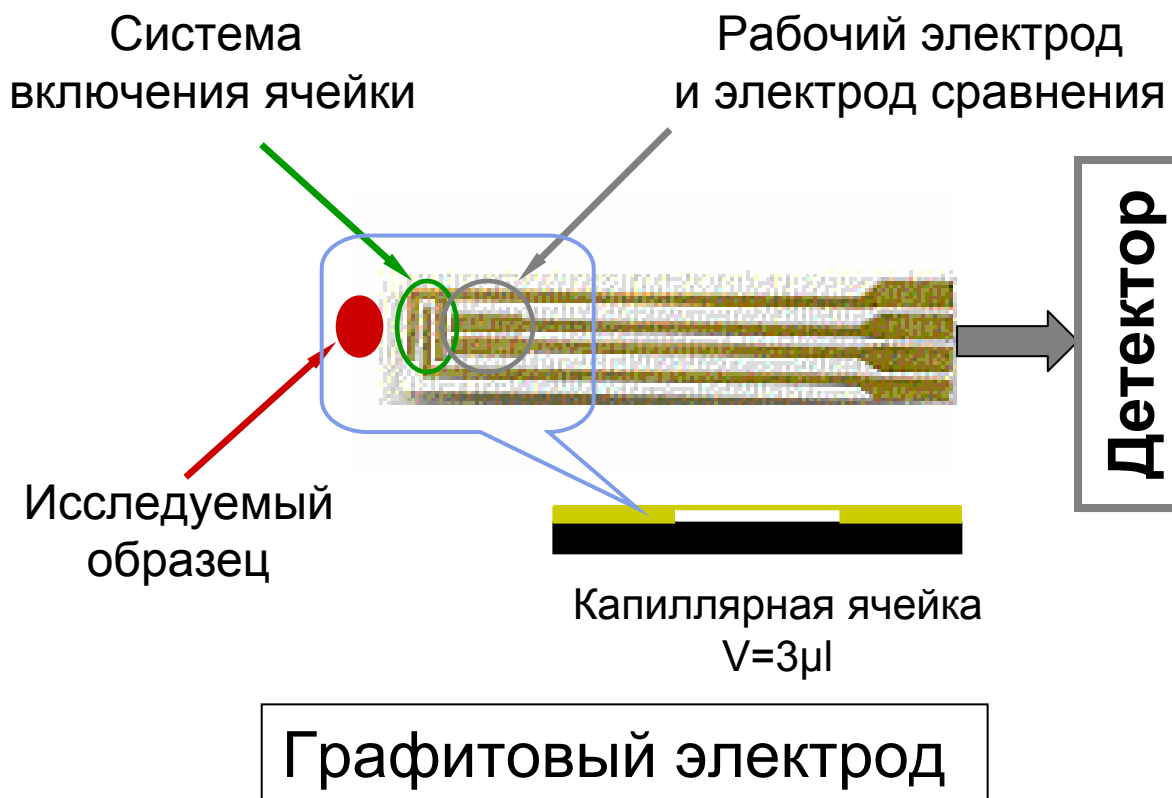 Система
включения ячейки
Рабочий электрод
и электрод сравнения
Детектор
Исследуемый
образец
Капиллярная ячейка
V=3µl
Графитовый электрод